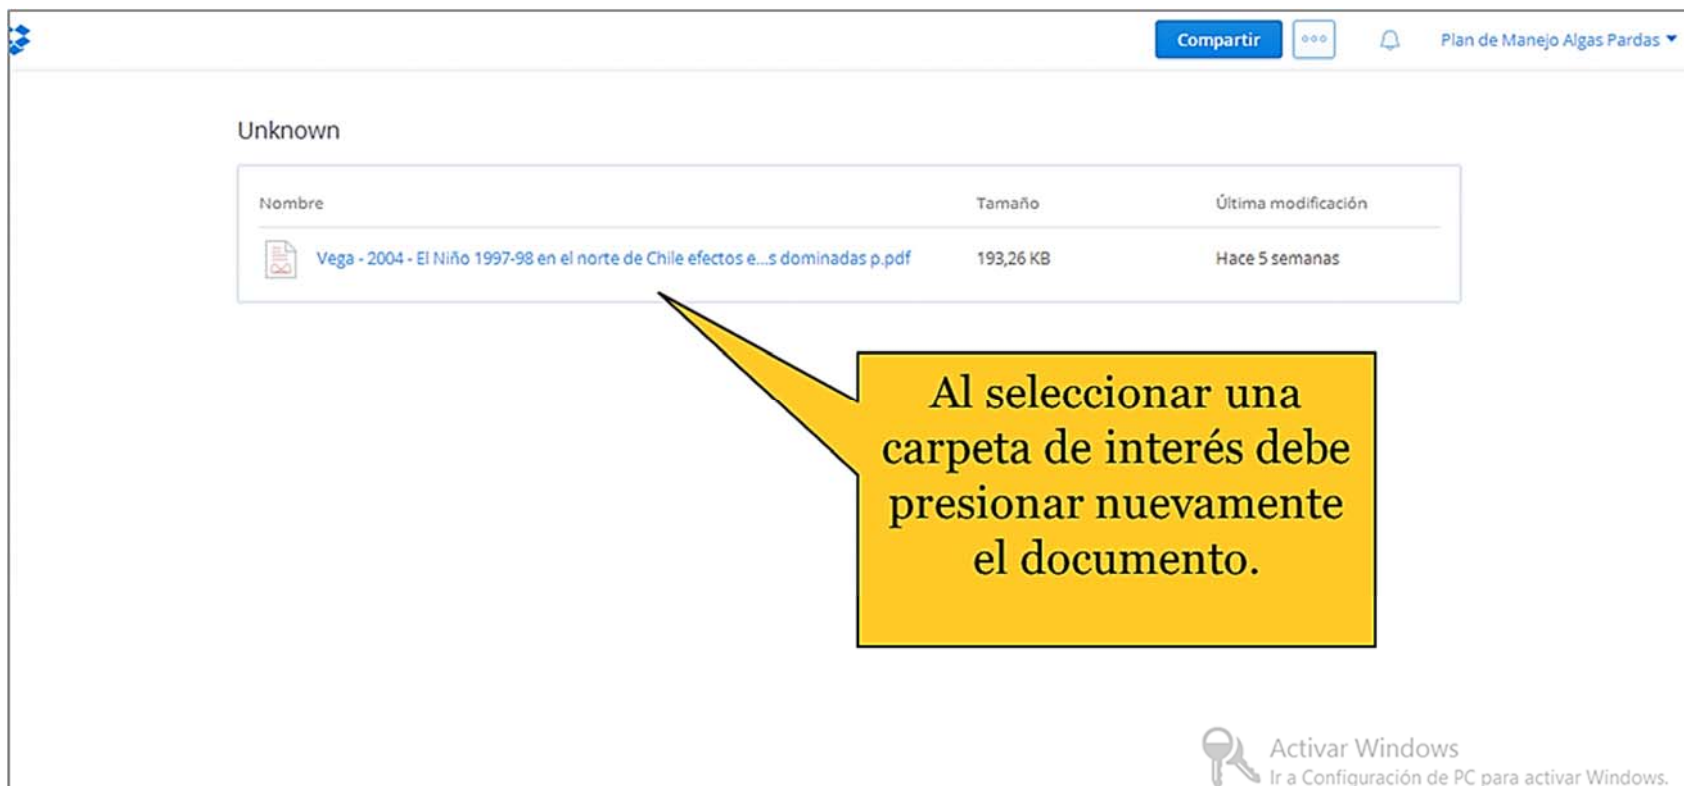 Compartir
Plan de Manejo Algas Pardas
Unknown
Nombre Tamaño Última modificación
Vega - 2004 - El Niño 1997-98 en el norte de Chile efectos e...s dominadas p.pdf 193,26 KB Hace 5 semanas
Al seleccionar una
carpeta de interés debe
presionar nuevamente
el documento.
Activar Windows
Ir a Configuración de PC para activar Windows.